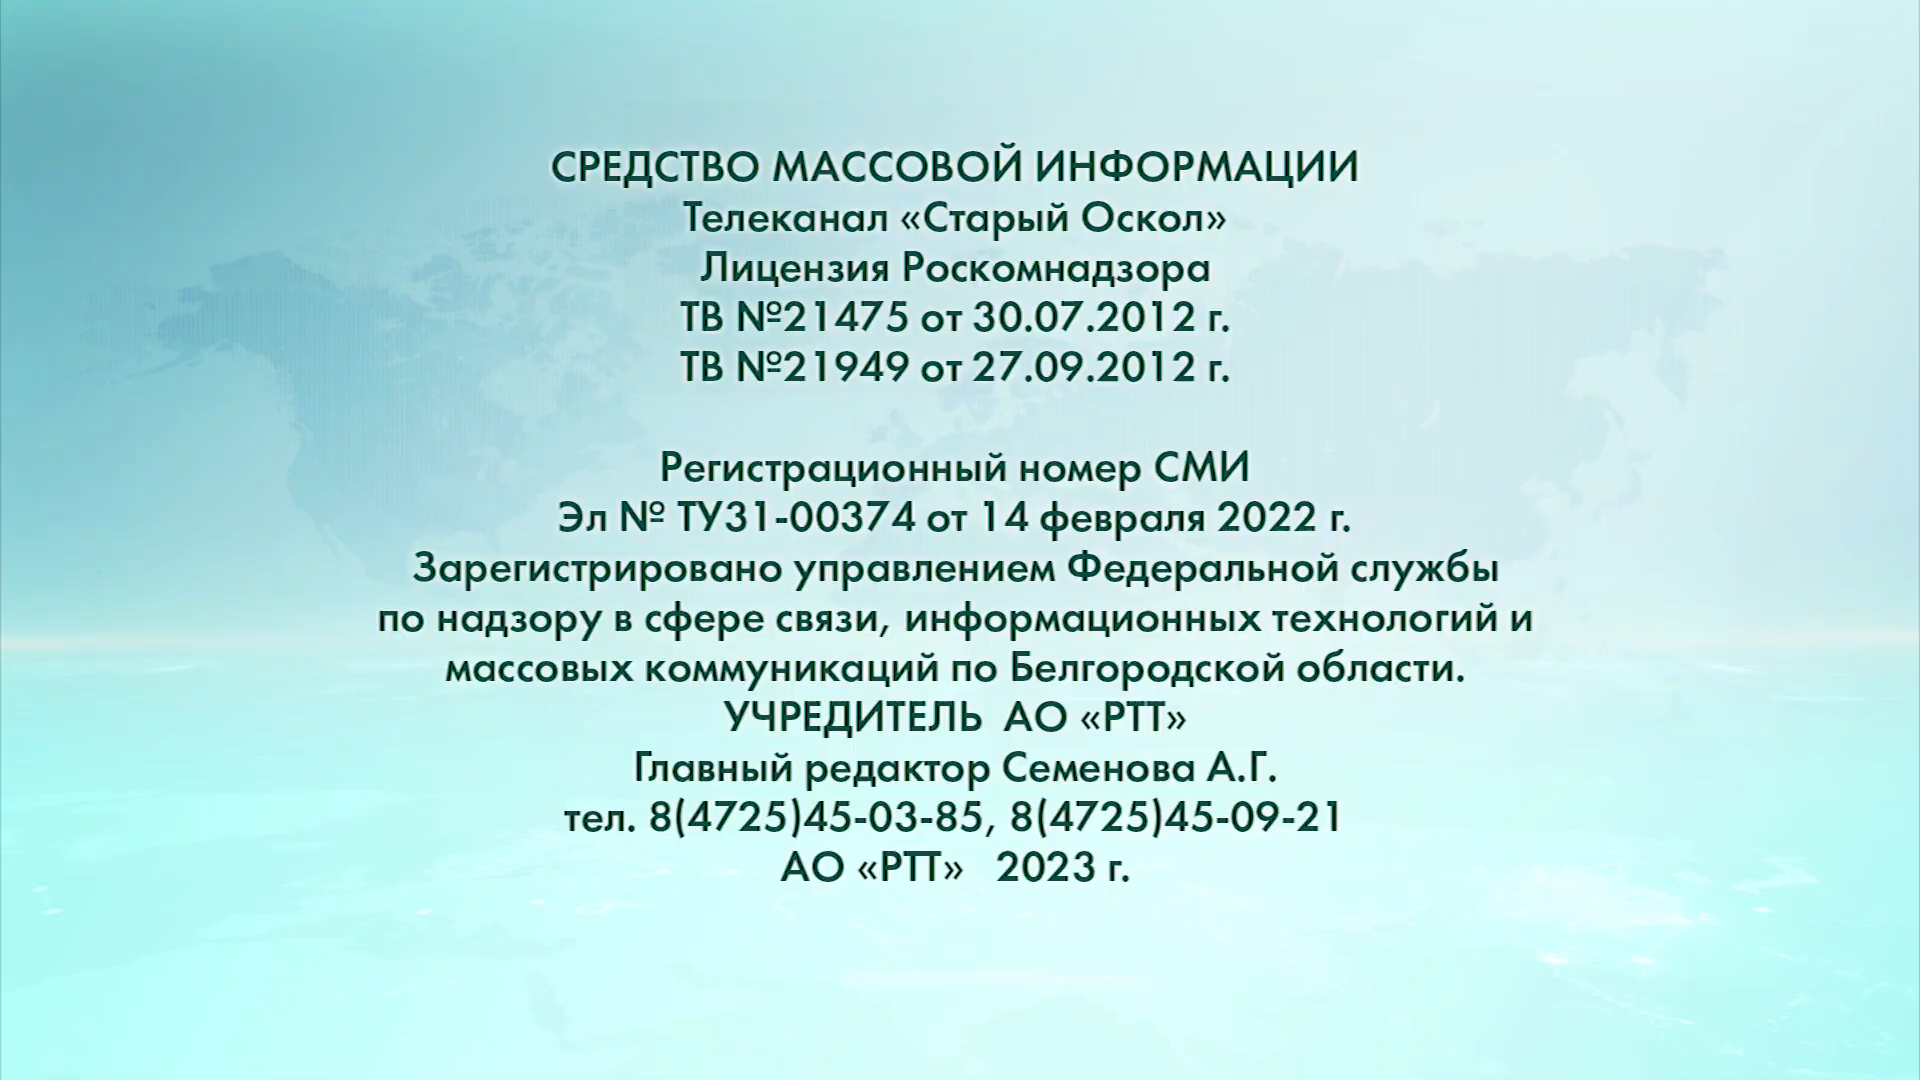 СРЕДСТВО МАССОВОЙ ИНФОРМАЦИИ
Телеканал «Старый Оскол»
Лицензия Роскомнадзора
ТВ №21475 от 30.07.2012 г.
ТВ №21949 от 27.09.2012 г.
Регистрационный номер СМИ
Эл № ТУ31-00374 от 14 февраля 2022 г.
Зарегистрировано управлением Федеральной службы
по надзору в сфере связи, информационных технологий и
массовых коммуникаций по Белгородской области.
УЧРЕДИТЕЛЬ АО «РТТ»
Главный редактор Семенова А.Г.
тел. 8(4725)45-03-85, 8(4725)45-09-21
АО «РТТ» 2023 г.